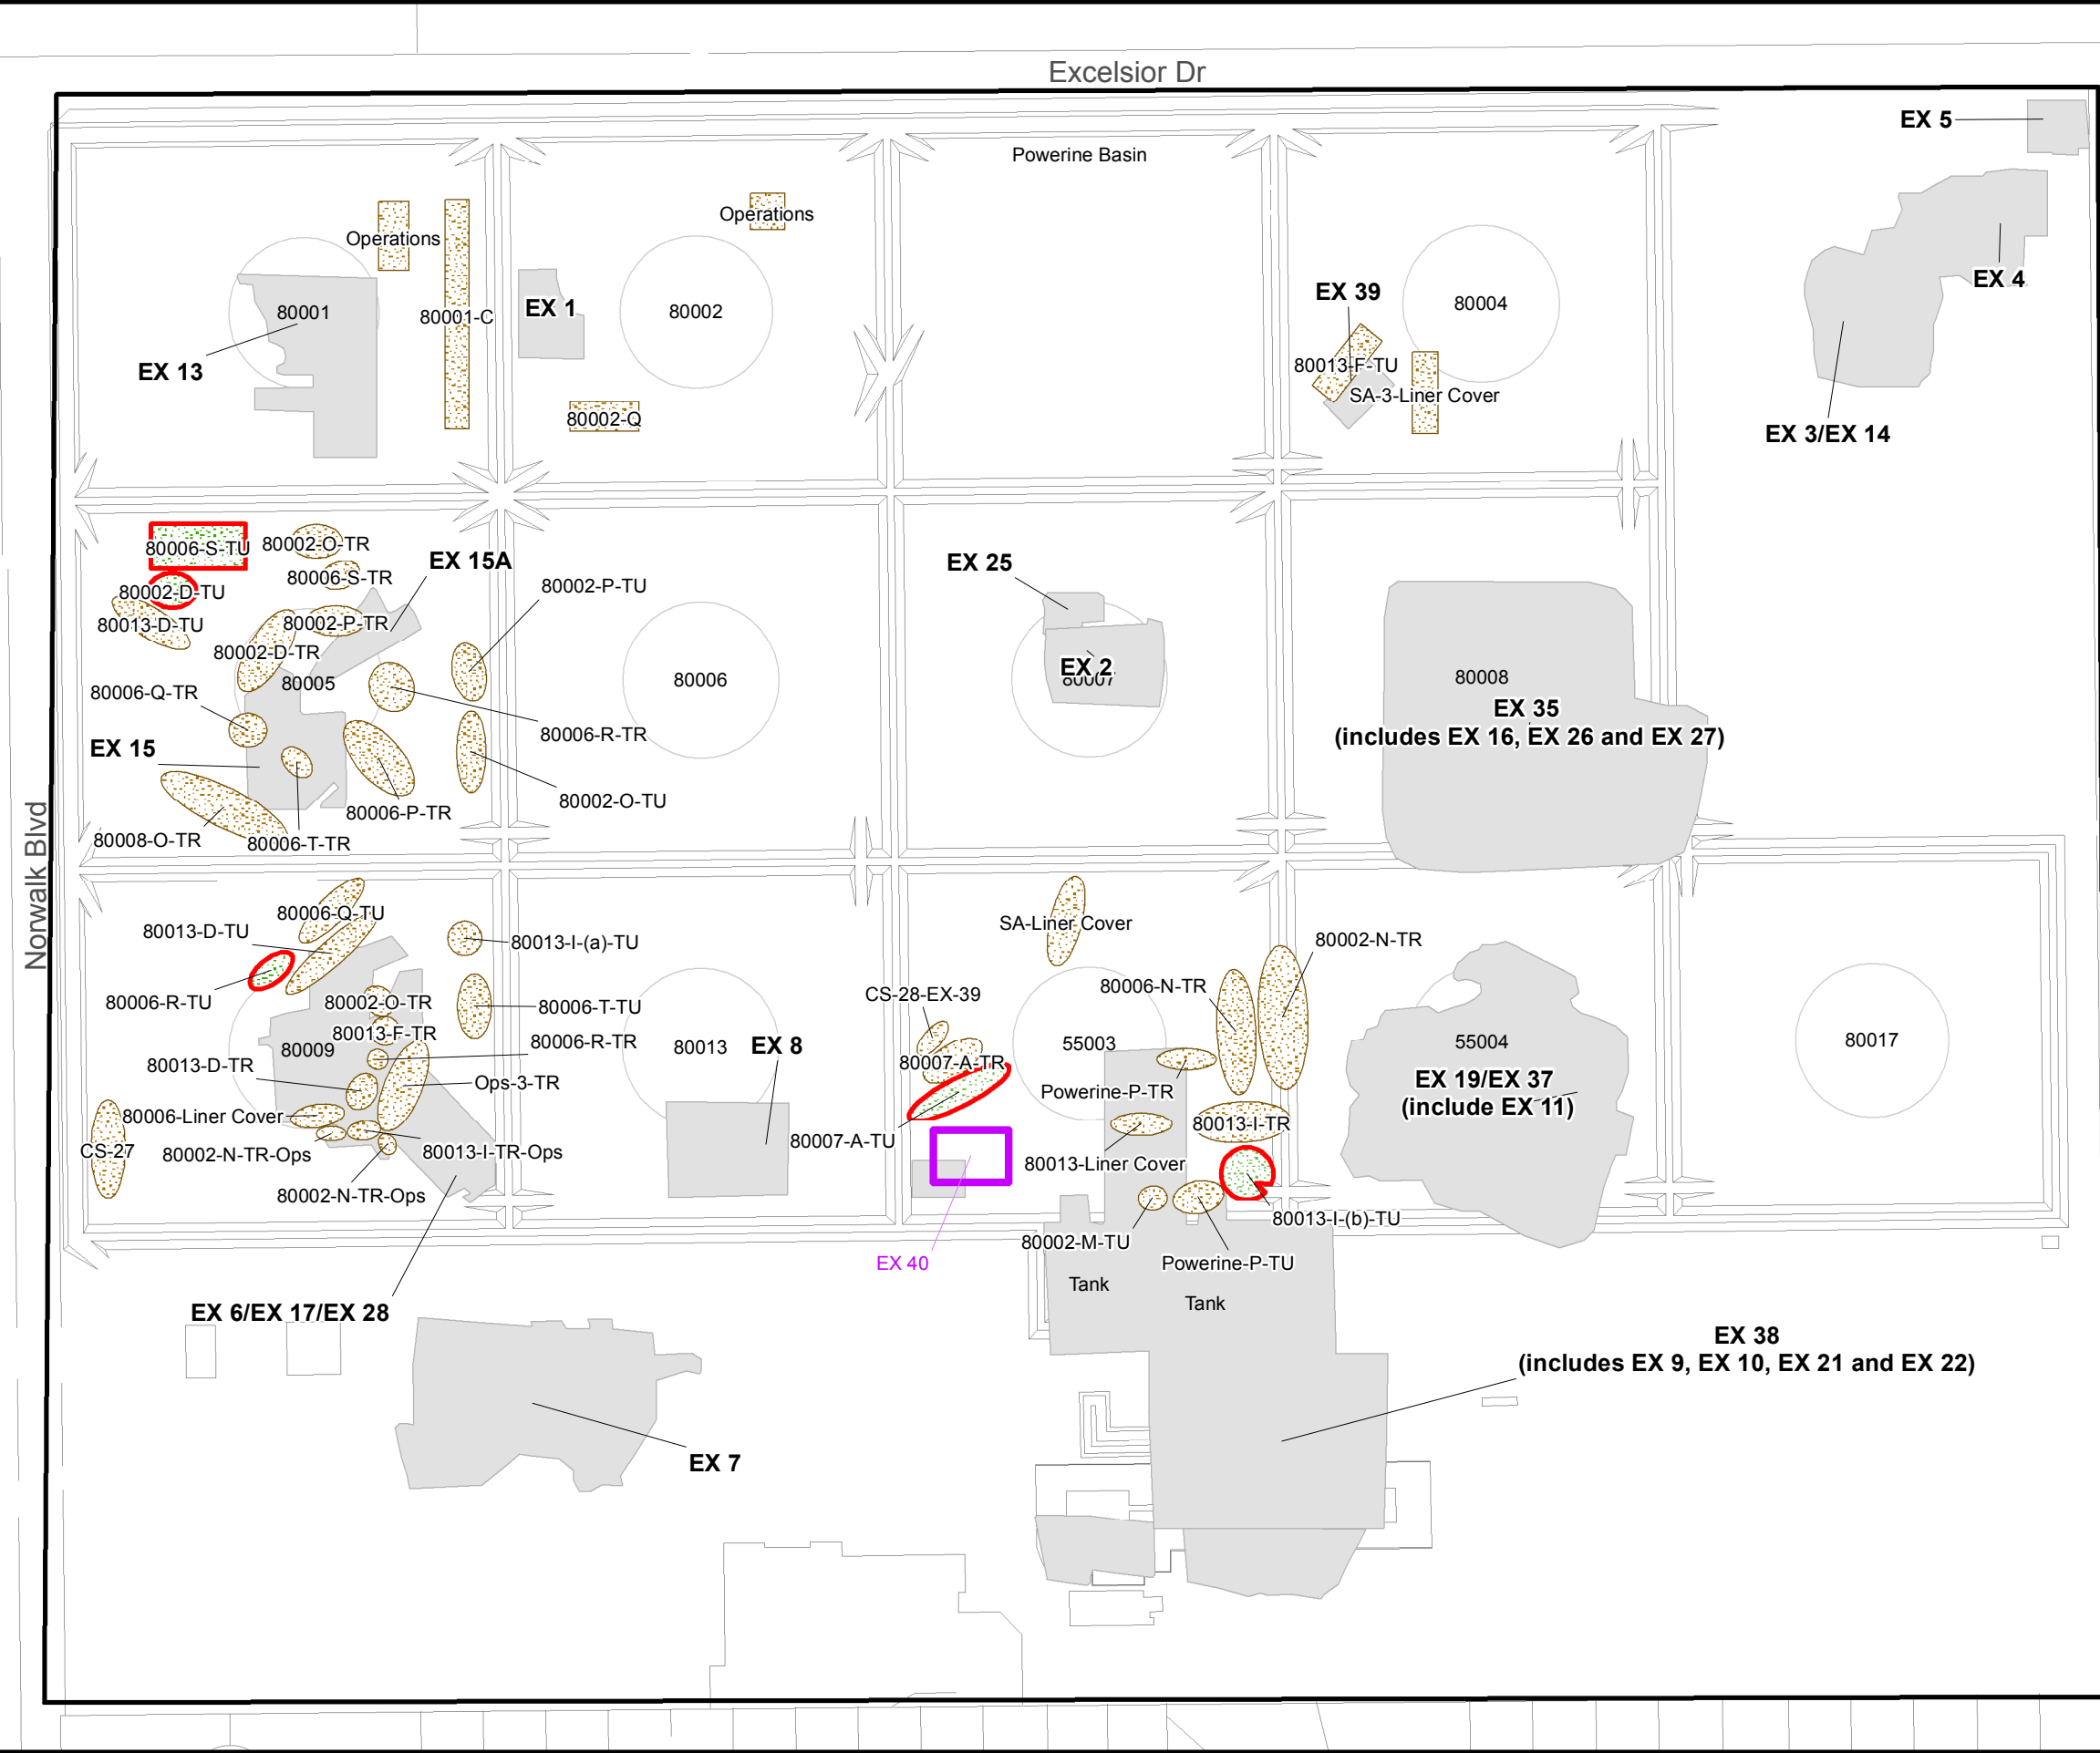 Excelsior Dr
EX 5
Powerine Basin
Operations
Operations
EX 4
EX 39
80001
80001-C
EX 1
80002
80004
EX 13
80013-F-TU
SA-3-Liner Cover
80002-Q
EX 3/EX 14
80006-S-TU
80002-O-TR
EX 15A
EX 25
80006-S-TR
80002-P-TU
80002-D-TU
80013-D-TU
80002-P-TR
80002-D-TR
EX 2
80007
80005
80006
80008
80006-Q-TR
EX 35
(includes EX 16, EX 26 and EX 27)
80006-R-TR
EX 15
80002-O-TU
80006-P-TR
80008-O-TR
80006-T-TR
Norwalk Blvd
80006-Q-TU
80013-D-TU
80013-I-(a)-TU
SA-Liner Cover
80002-N-TR
80006-R-TU
80002-O-TR
80006-T-TU
CS-28-EX-39
80006-N-TR
80013-F-TR
80009
80006-R-TR
80013
EX 8
55003
55004
80017
80013-D-TR
Ops-3-TR
80007-A-TR
Powerine-P-TR
EX 19/EX 37
(include EX 11)
80006-Liner Cover
80013-I-TR
CS-27
80002-N-TR-Ops
80013-I-TR-Ops
80007-A-TU
80013-Liner Cover
80002-N-TR-Ops
80013-I-(b)-TU
80002-M-TU
EX 40
Powerine-P-TU
Tank
Tank
EX 6/EX 17/EX 28
EX 38
(includes EX 9, EX 10, EX 21 and EX 22)
EX 7